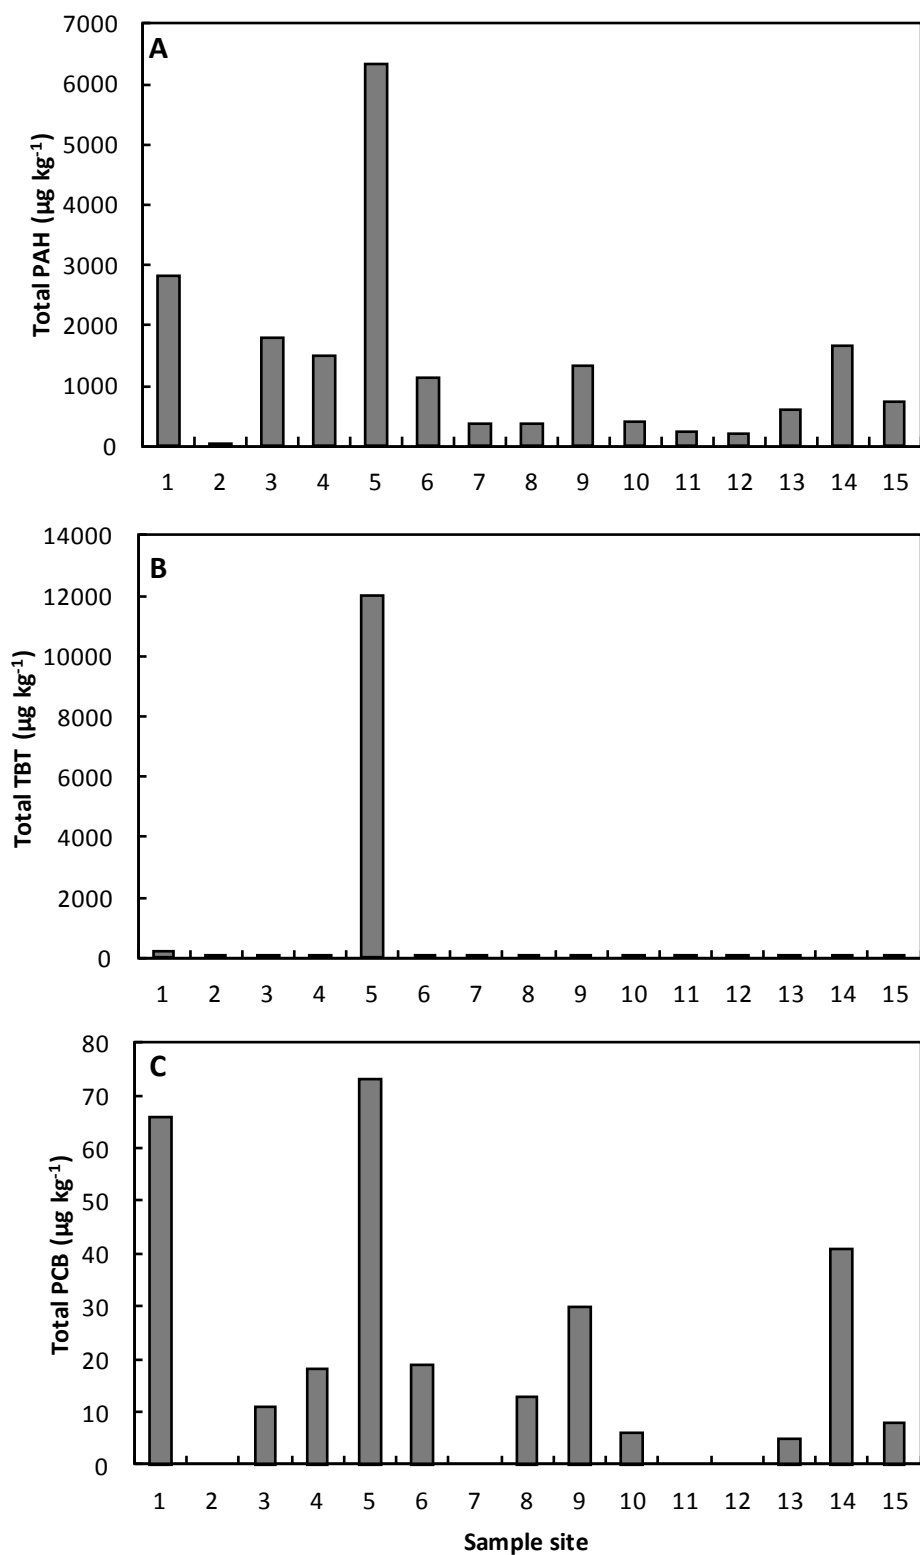 A
Total PAH (µg kg-1)
7000
6000
5000
4000
3000
2000
1000
0
1 2 3 4 5 6 7 8 9 10 11 12 13 14 15
B
Total TBT (µg kg-1)
14000
12000
10000
8000
6000
4000
2000
0
1 2 3 4 5 6 7 8 9 10 11 12 13 14 15
C
Total PCB (µg kg-1)
80
70
60
50
40
30
20
10
0
1 2 3 4 5 6 7 8 9 10 11 12 13 14 15
Sample site